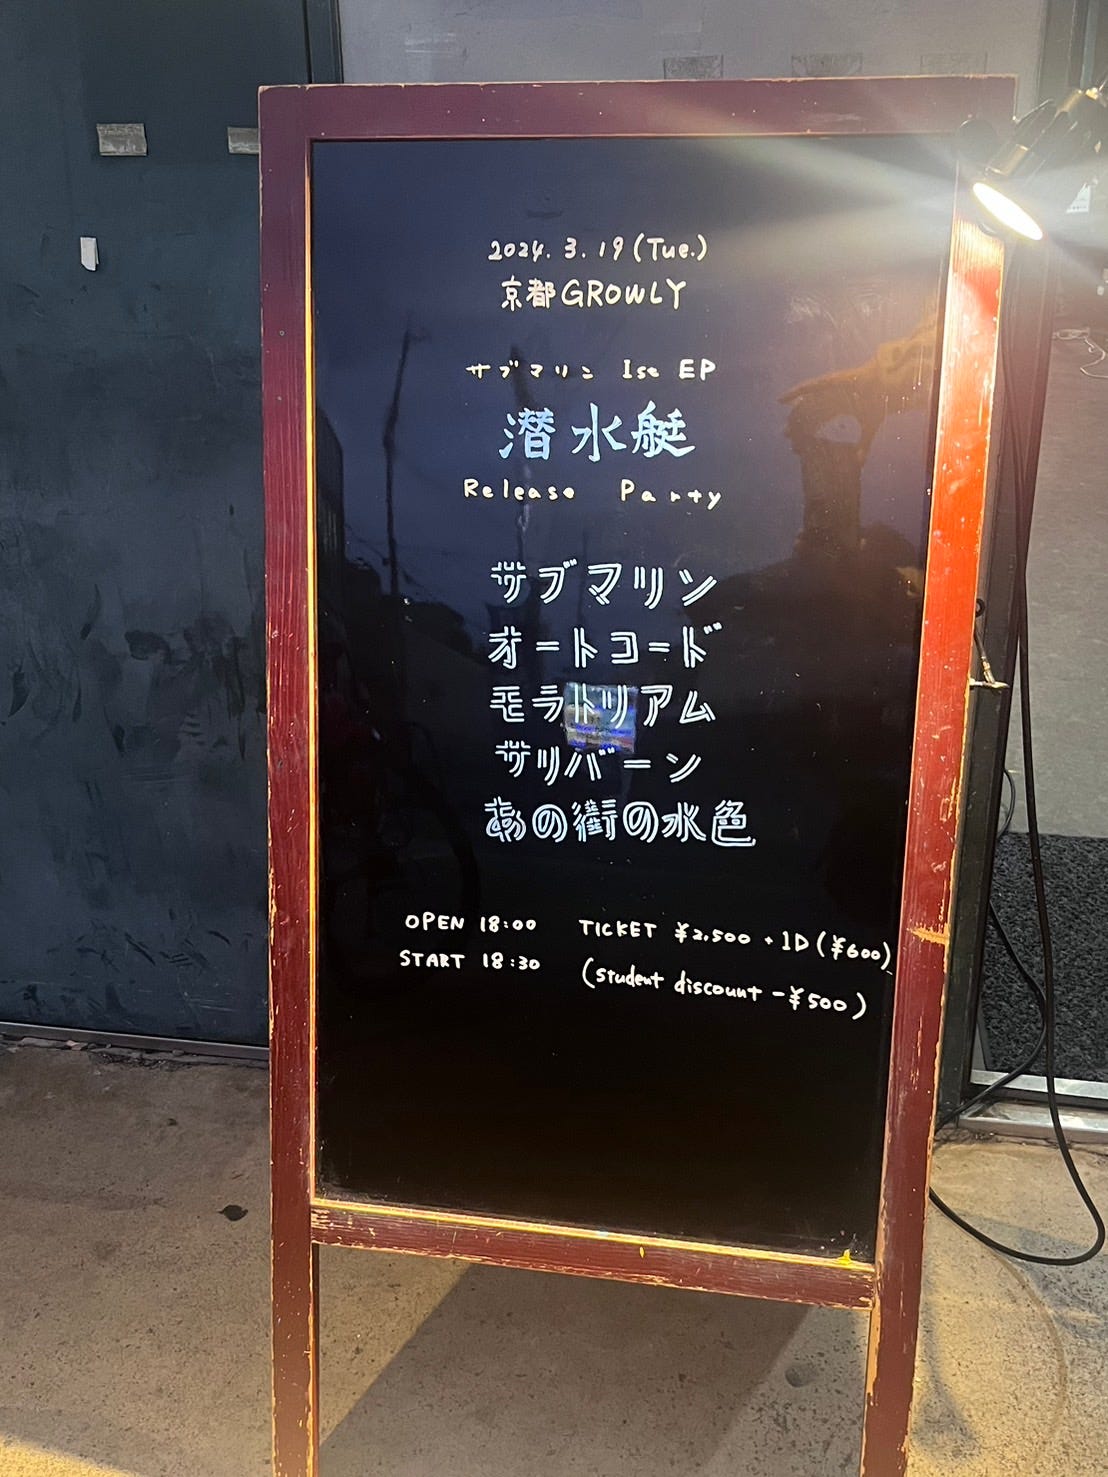 2024. 3. 19 (Tue.)
京都GROWLY
サブマリン 1st EP
潜水艇
Release Party
サブマリン
オートコード
モラトリアム
サリバーン
あの街の水色
OPEN 18:00 TICKET ¥2,500 + 1D (¥600)
START 18:30 (student discount -¥500)